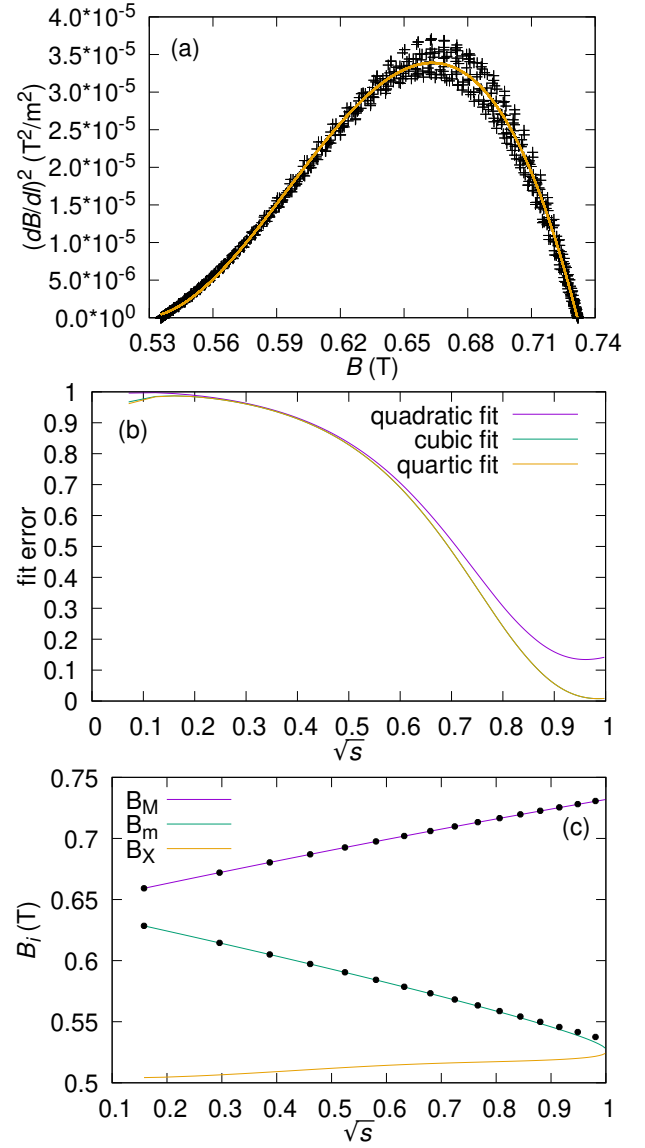 4.0*10^-5
3.5*10^-5
3.0*10^-5
2.5*10^-5
2.0*10^-5
1.5*10^-5
1.0*10^-5
5.0*10^-6
0.0*10^0
(dB/dl)^2 (T^2/m^2)
(a)
0.53 0.56 0.59 0.62 0.65 0.68 0.71 0.74
B (T)
1
0.9
0.8
0.7
0.6
0.5
0.4
0.3
0.2
0.1
0
fit error
(b)
quadratic fit
cubic fit
quartic fit
0 0.1 0.2 0.3 0.4 0.5 0.6 0.7 0.8 0.9 1
√s
0.75
0.7
0.65
0.6
0.55
0.5
B_i (T)
B_M
B_m
B_X
(c)
0.1 0.2 0.3 0.4 0.5 0.6 0.7 0.8 0.9 1
√s